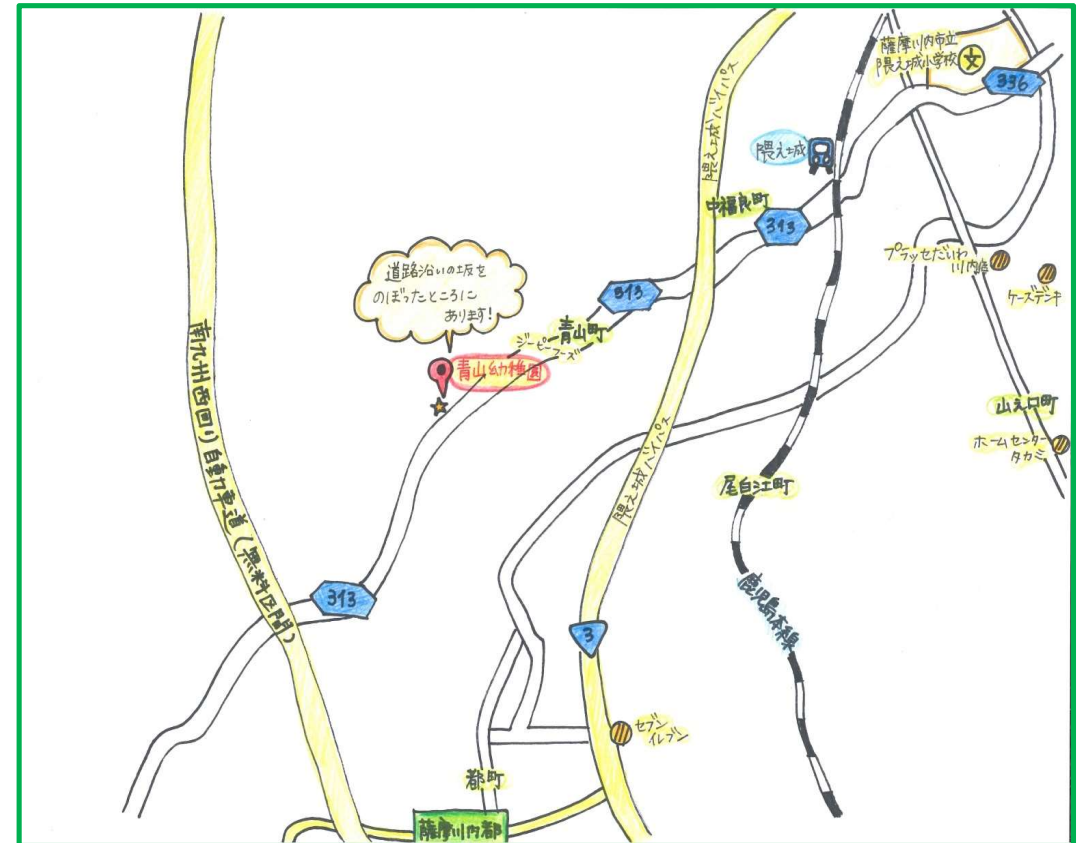 薩摩川内市立
隈之城小学校
文
336
隈之城バイパス
隈之城
中福良町
313
プラッセだいわ
川内店
ケーズデンキ
道路沿いの坂を
のぼったところに
あります!
313
青山町
ジーピーフーズ
青山幼稚園
南九州西回り自動車道(無料区間)
山之口町
ホームセンター
タカミ
隈之城バイパス
尾白江町
鹿児島本線
313
3
セブン
イレブン
都町
薩摩川内都